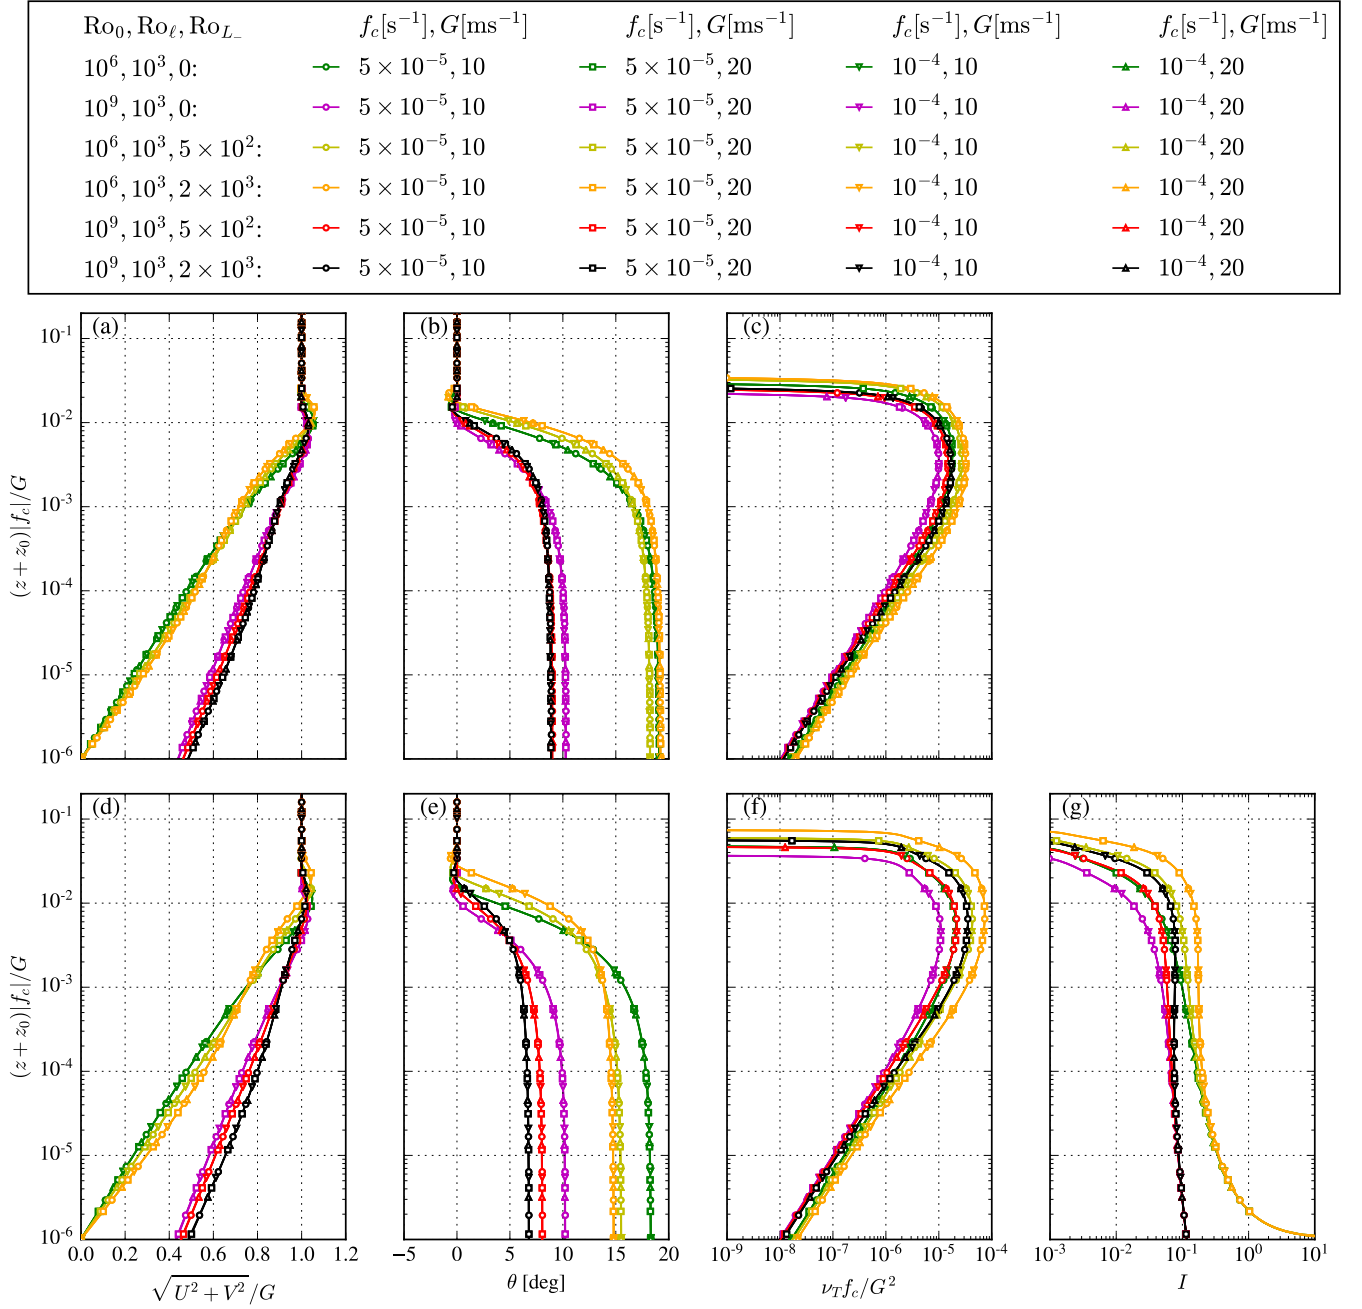 Ro₀, Ro_ℓ, Ro_{L₋} f_c[s⁻¹], G[ms⁻¹] f_c[s⁻¹], G[ms⁻¹] f_c[s⁻¹], G[ms⁻¹] f_c[s⁻¹], G[ms⁻¹]
10⁶, 10³, 0: 5 × 10⁻⁵, 10 5 × 10⁻⁵, 20 10⁻⁴, 10 10⁻⁴, 20
10⁹, 10³, 0: 5 × 10⁻⁵, 10 5 × 10⁻⁵, 20 10⁻⁴, 10 10⁻⁴, 20
10⁶, 10³, 5 × 10²: 5 × 10⁻⁵, 10 5 × 10⁻⁵, 20 10⁻⁴, 10 10⁻⁴, 20
10⁶, 10³, 2 × 10³: 5 × 10⁻⁵, 10 5 × 10⁻⁵, 20 10⁻⁴, 10 10⁻⁴, 20
10⁹, 10³, 5 × 10²: 5 × 10⁻⁵, 10 5 × 10⁻⁵, 20 10⁻⁴, 10 10⁻⁴, 20
10⁹, 10³, 2 × 10³: 5 × 10⁻⁵, 10 5 × 10⁻⁵, 20 10⁻⁴, 10 10⁻⁴, 20
(a) (b) (c)
10⁻¹
10⁻²
10⁻³
10⁻⁴
10⁻⁵
10⁻⁶
(z + z₀)|f_c|/G
(d) (e) (f) (g)
10⁻¹
10⁻²
10⁻³
10⁻⁴
10⁻⁵
10⁻⁶
(z + z₀)|f_c|/G
0.0 0.2 0.4 0.6 0.8 1.0 1.2 −5 0 5 10 15 20 10⁻⁹ 10⁻⁸ 10⁻⁷ 10⁻⁶ 10⁻⁵ 10⁻⁴ 10⁻³ 10⁻² 10⁻¹ 10⁰ 10¹
√(U² + V²)/G θ [deg] ν_T f_c/G² I